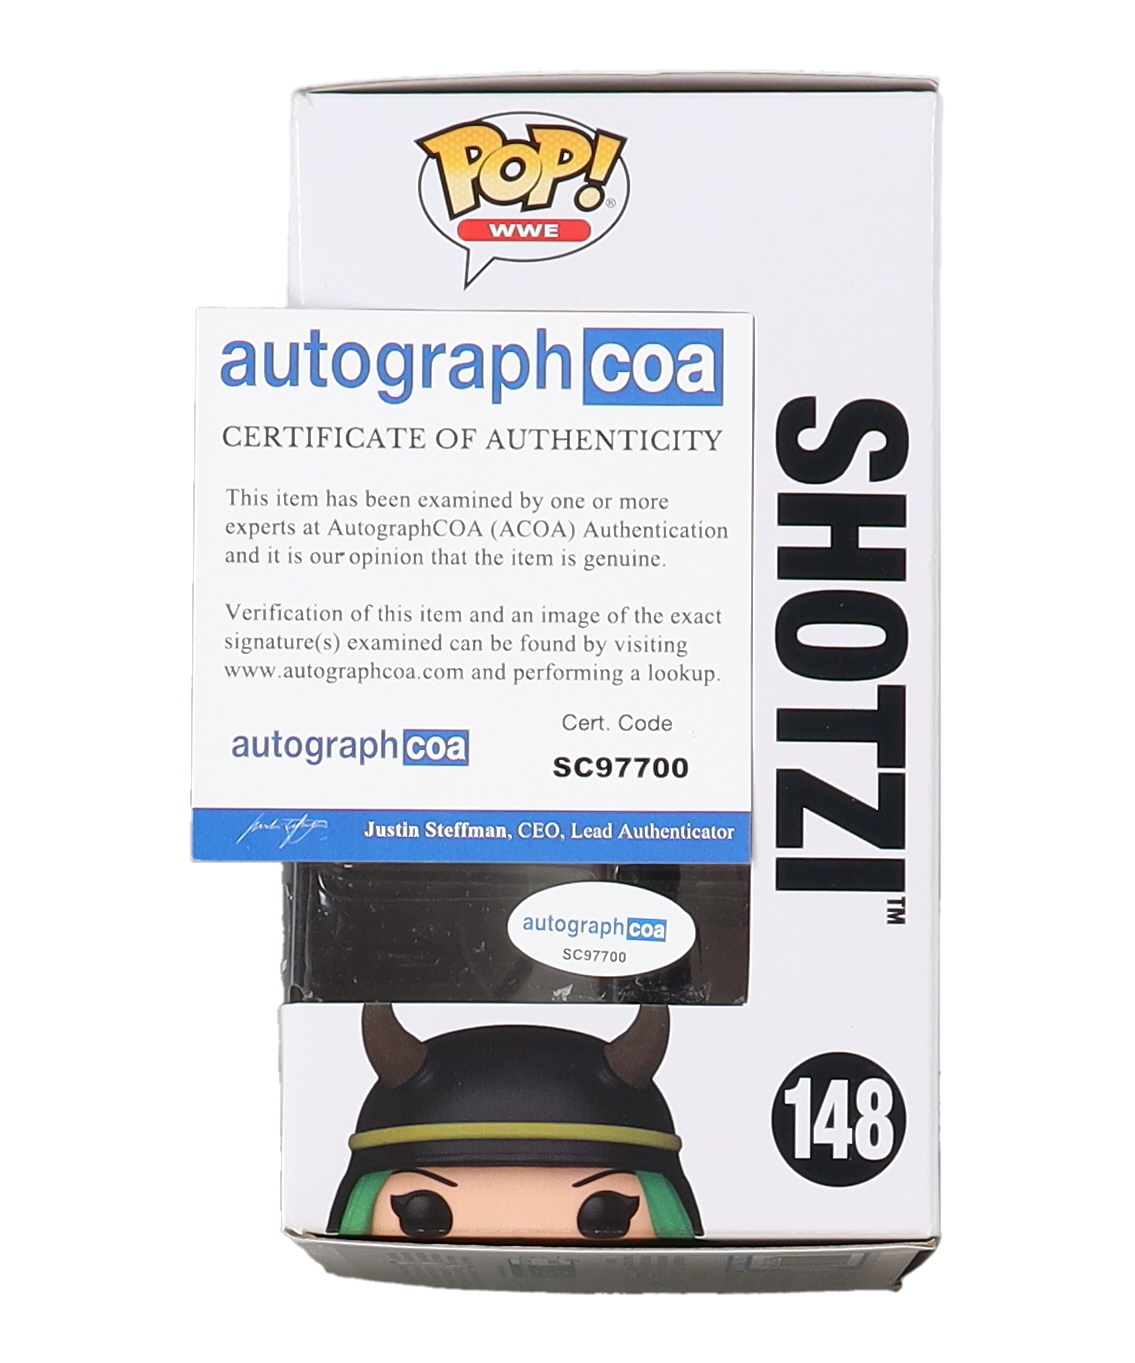 POP!®
WWE
autographcoa
CERTIFICATE OF AUTHENTICITY
This item has been examined by one or more
experts at AutographCOA (ACOA) Authentication
and it is our opinion that the item is genuine.
Verification of this item and an image of the exact
signature(s) examined can be found by visiting
www.autographcoa.com and performing a lookup.
autographcoa
Cert. Code
SC97700
Justin Steffman, CEO, Lead Authenticator
autographcoa
SC97700
SHOTZI™
148